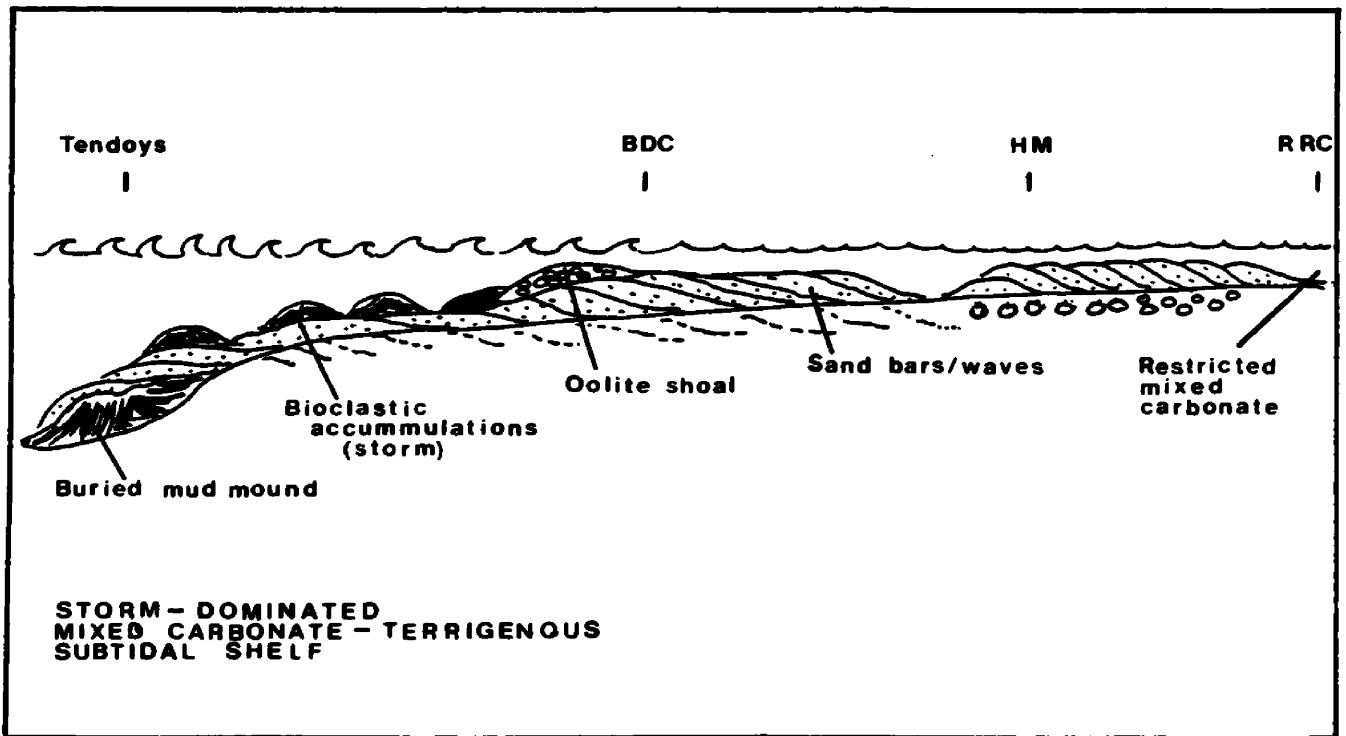 Tendoys BDC HM RRC
Oolite shoal
Sand bars/waves
Restricted
mixed
carbonate
Bioclastic
accummulations
(storm)
Buried mud mound
STORM-DOMINATED
MIXED CARBONATE-TERRIGENOUS
SUBTIDAL SHELF